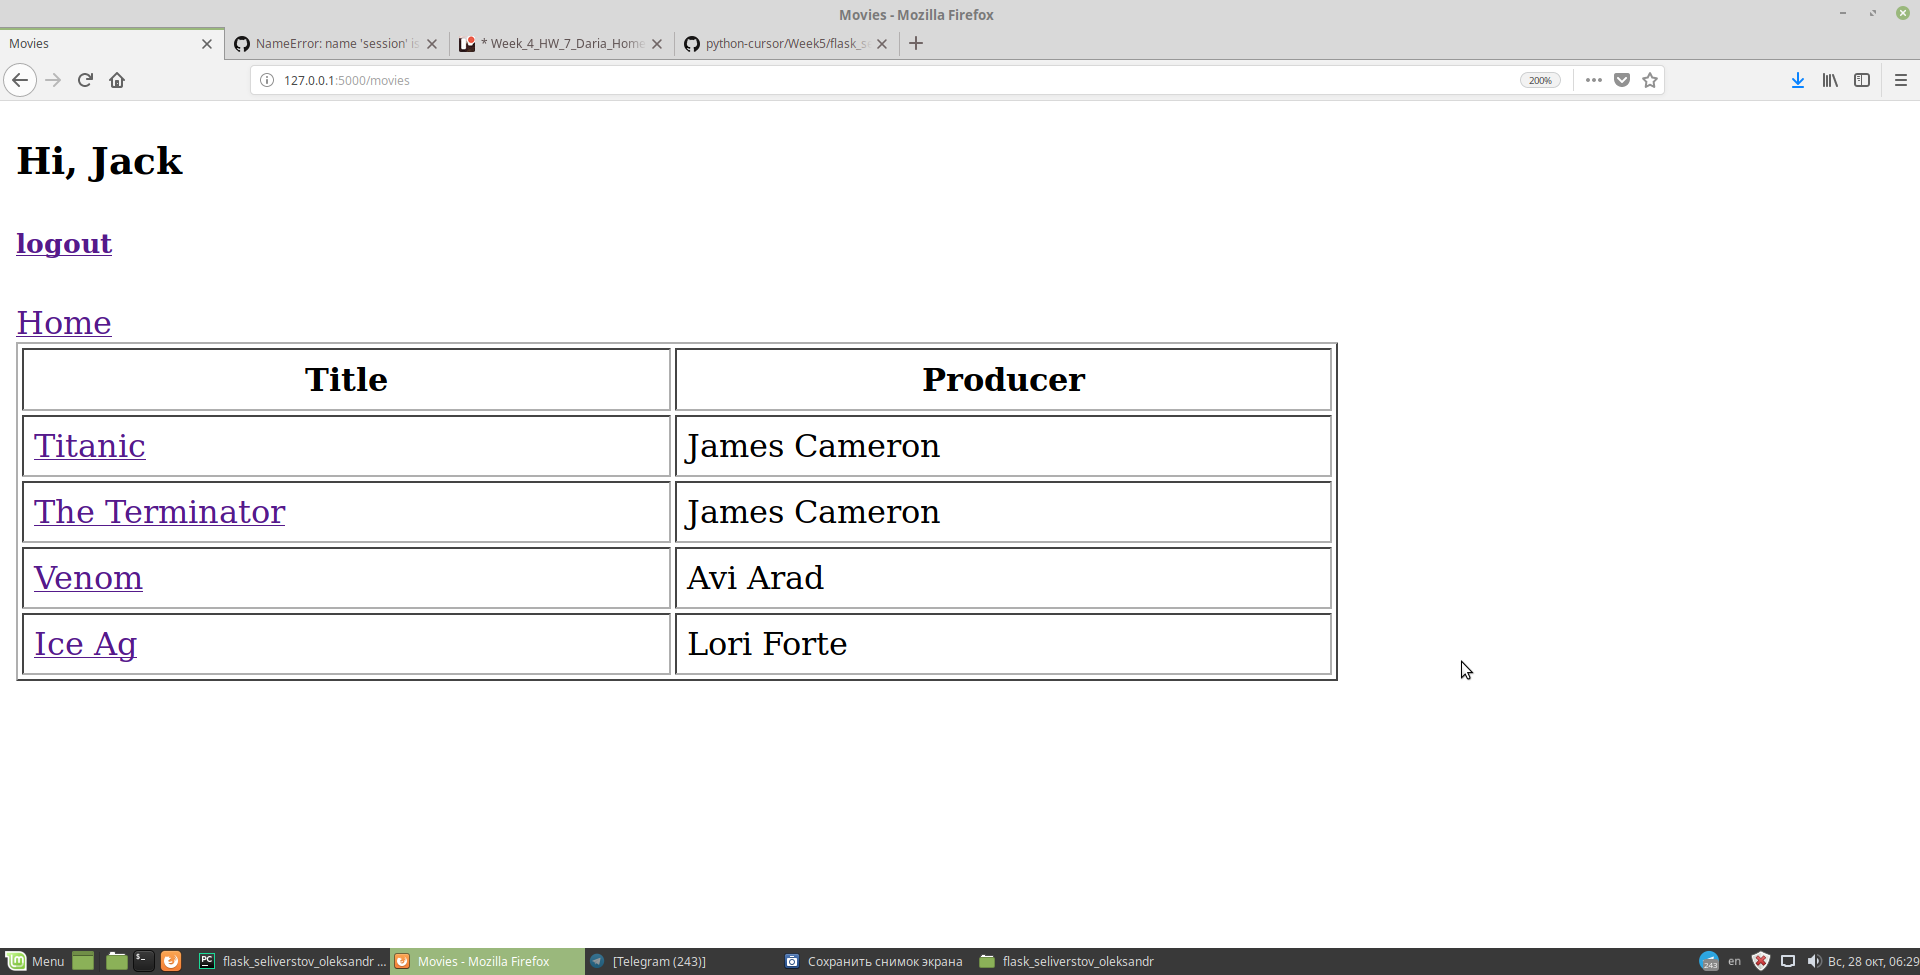 Movies - Mozilla Firefox
Movies
NameError: name 'session' is
* Week_4_HW_7_Daria_Home
python-cursor/Week5/flask_se
127.0.0.1:5000/movies
200%
Hi, Jack
logout
Home
Title Producer
Titanic James Cameron
The Terminator James Cameron
Venom Avi Arad
Ice Ag Lori Forte
Menu
flask_seliverstov_oleksandr ...
Movies - Mozilla Firefox
[Telegram (243)]
Сохранить снимок экрана
flask_seliverstov_oleksandr
243
en
Вс, 28 окт, 06:29